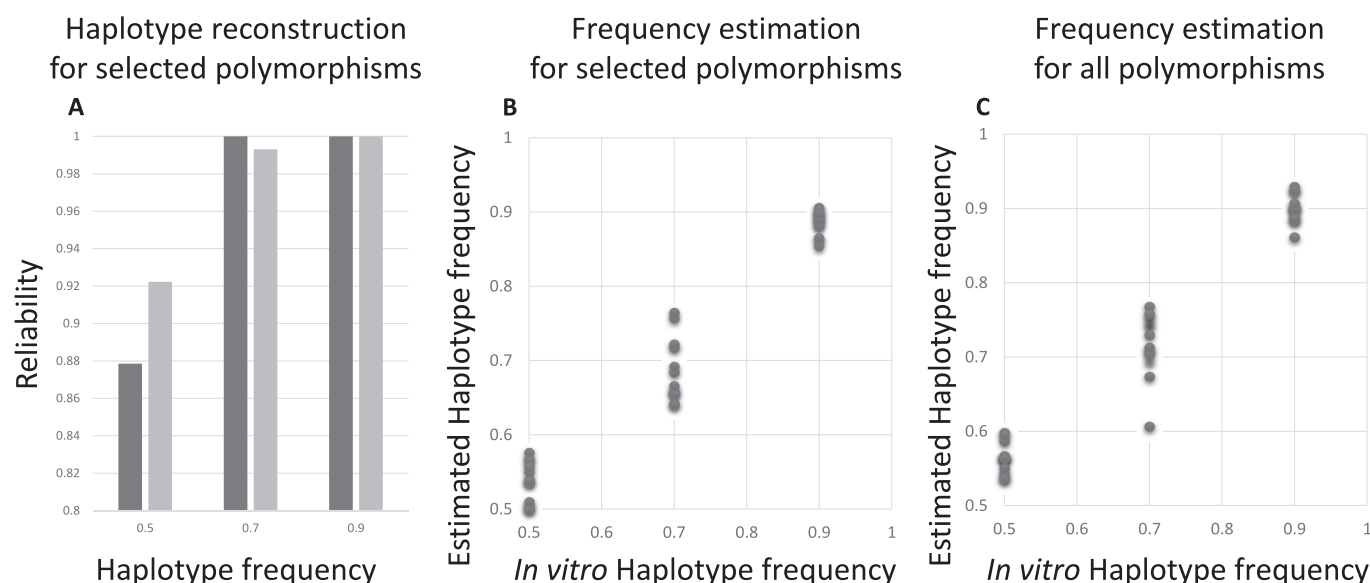 Haplotype reconstruction
for selected polymorphisms
A
Reliability
1
0.98
0.96
0.94
0.92
0.9
0.88
0.86
0.84
0.82
0.8
0.5 0.7 0.9
Haplotype frequency
Frequency estimation
for selected polymorphisms
B
Estimated Haplotype frequency
1
0.9
0.8
0.7
0.6
0.5
0.5 0.6 0.7 0.8 0.9 1
In vitro Haplotype frequency
Frequency estimation
for all polymorphisms
C
Estimated Haplotype frequency
1
0.9
0.8
0.7
0.6
0.5
0.5 0.6 0.7 0.8 0.9 1
In vitro Haplotype frequency